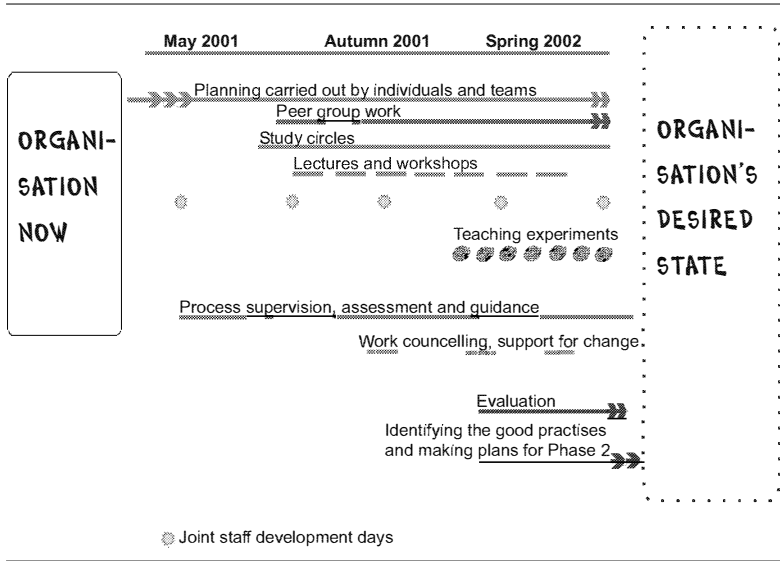 May 2001 Autumn 2001 Spring 2002
ORGANI-
SATION
NOW
Planning carried out by individuals and teams
Peer group work
Study circles
Lectures and workshops
Teaching experiments
Process supervision, assessment and guidance
Work councelling, support for change
Evaluation
Identifying the good practises
and making plans for Phase 2
ORGANI-
SATION'S
DESIRED
STATE
Joint staff development days